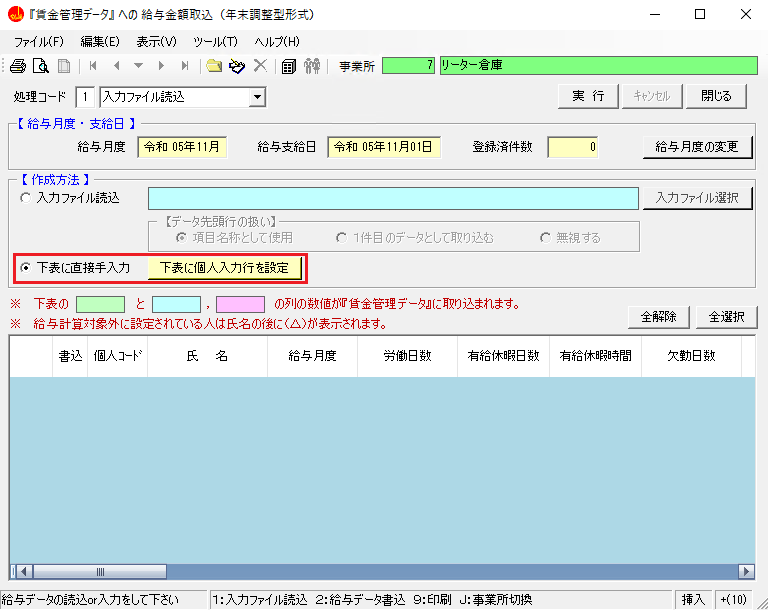 『賃金管理データ』 への 給与金額取込 （年末調整型形式）
ファイル(F) 編集(E) 表示(V) ツール(T) ヘルプ(H)
事業所 7 リーター倉庫
処理コード 1 入力ファイル読込 実 行 キャンセル 閉じる
【 給与月度・支給日 】
給与月度 令和 05年11月 給与支給日 令和 05年11月01日 登録済件数 0 給与月度の変更
【 作成方法 】
入力ファイル読込 入力ファイル選択
【データ先頭行の扱い】
項目名称として使用 1件目のデータとして取り込む 無視する
下表に直接手入力 下表に個人入力行を設定
※ 下表の と , の列の数値が『賃金管理データ』に取り込まれます。
※ 給与計算対象外に設定されている人は氏名の後に(△)が表示されます。
全解除 全選択
書込 個人コード 氏 名 給与月度 労働日数 有給休暇日数 有給休暇時間 欠勤日数
給与データの読込or入力をして下さい 1:入力ファイル読込 2:給与データ書込 9:印刷 J:事業所切換 挿入 +(10)